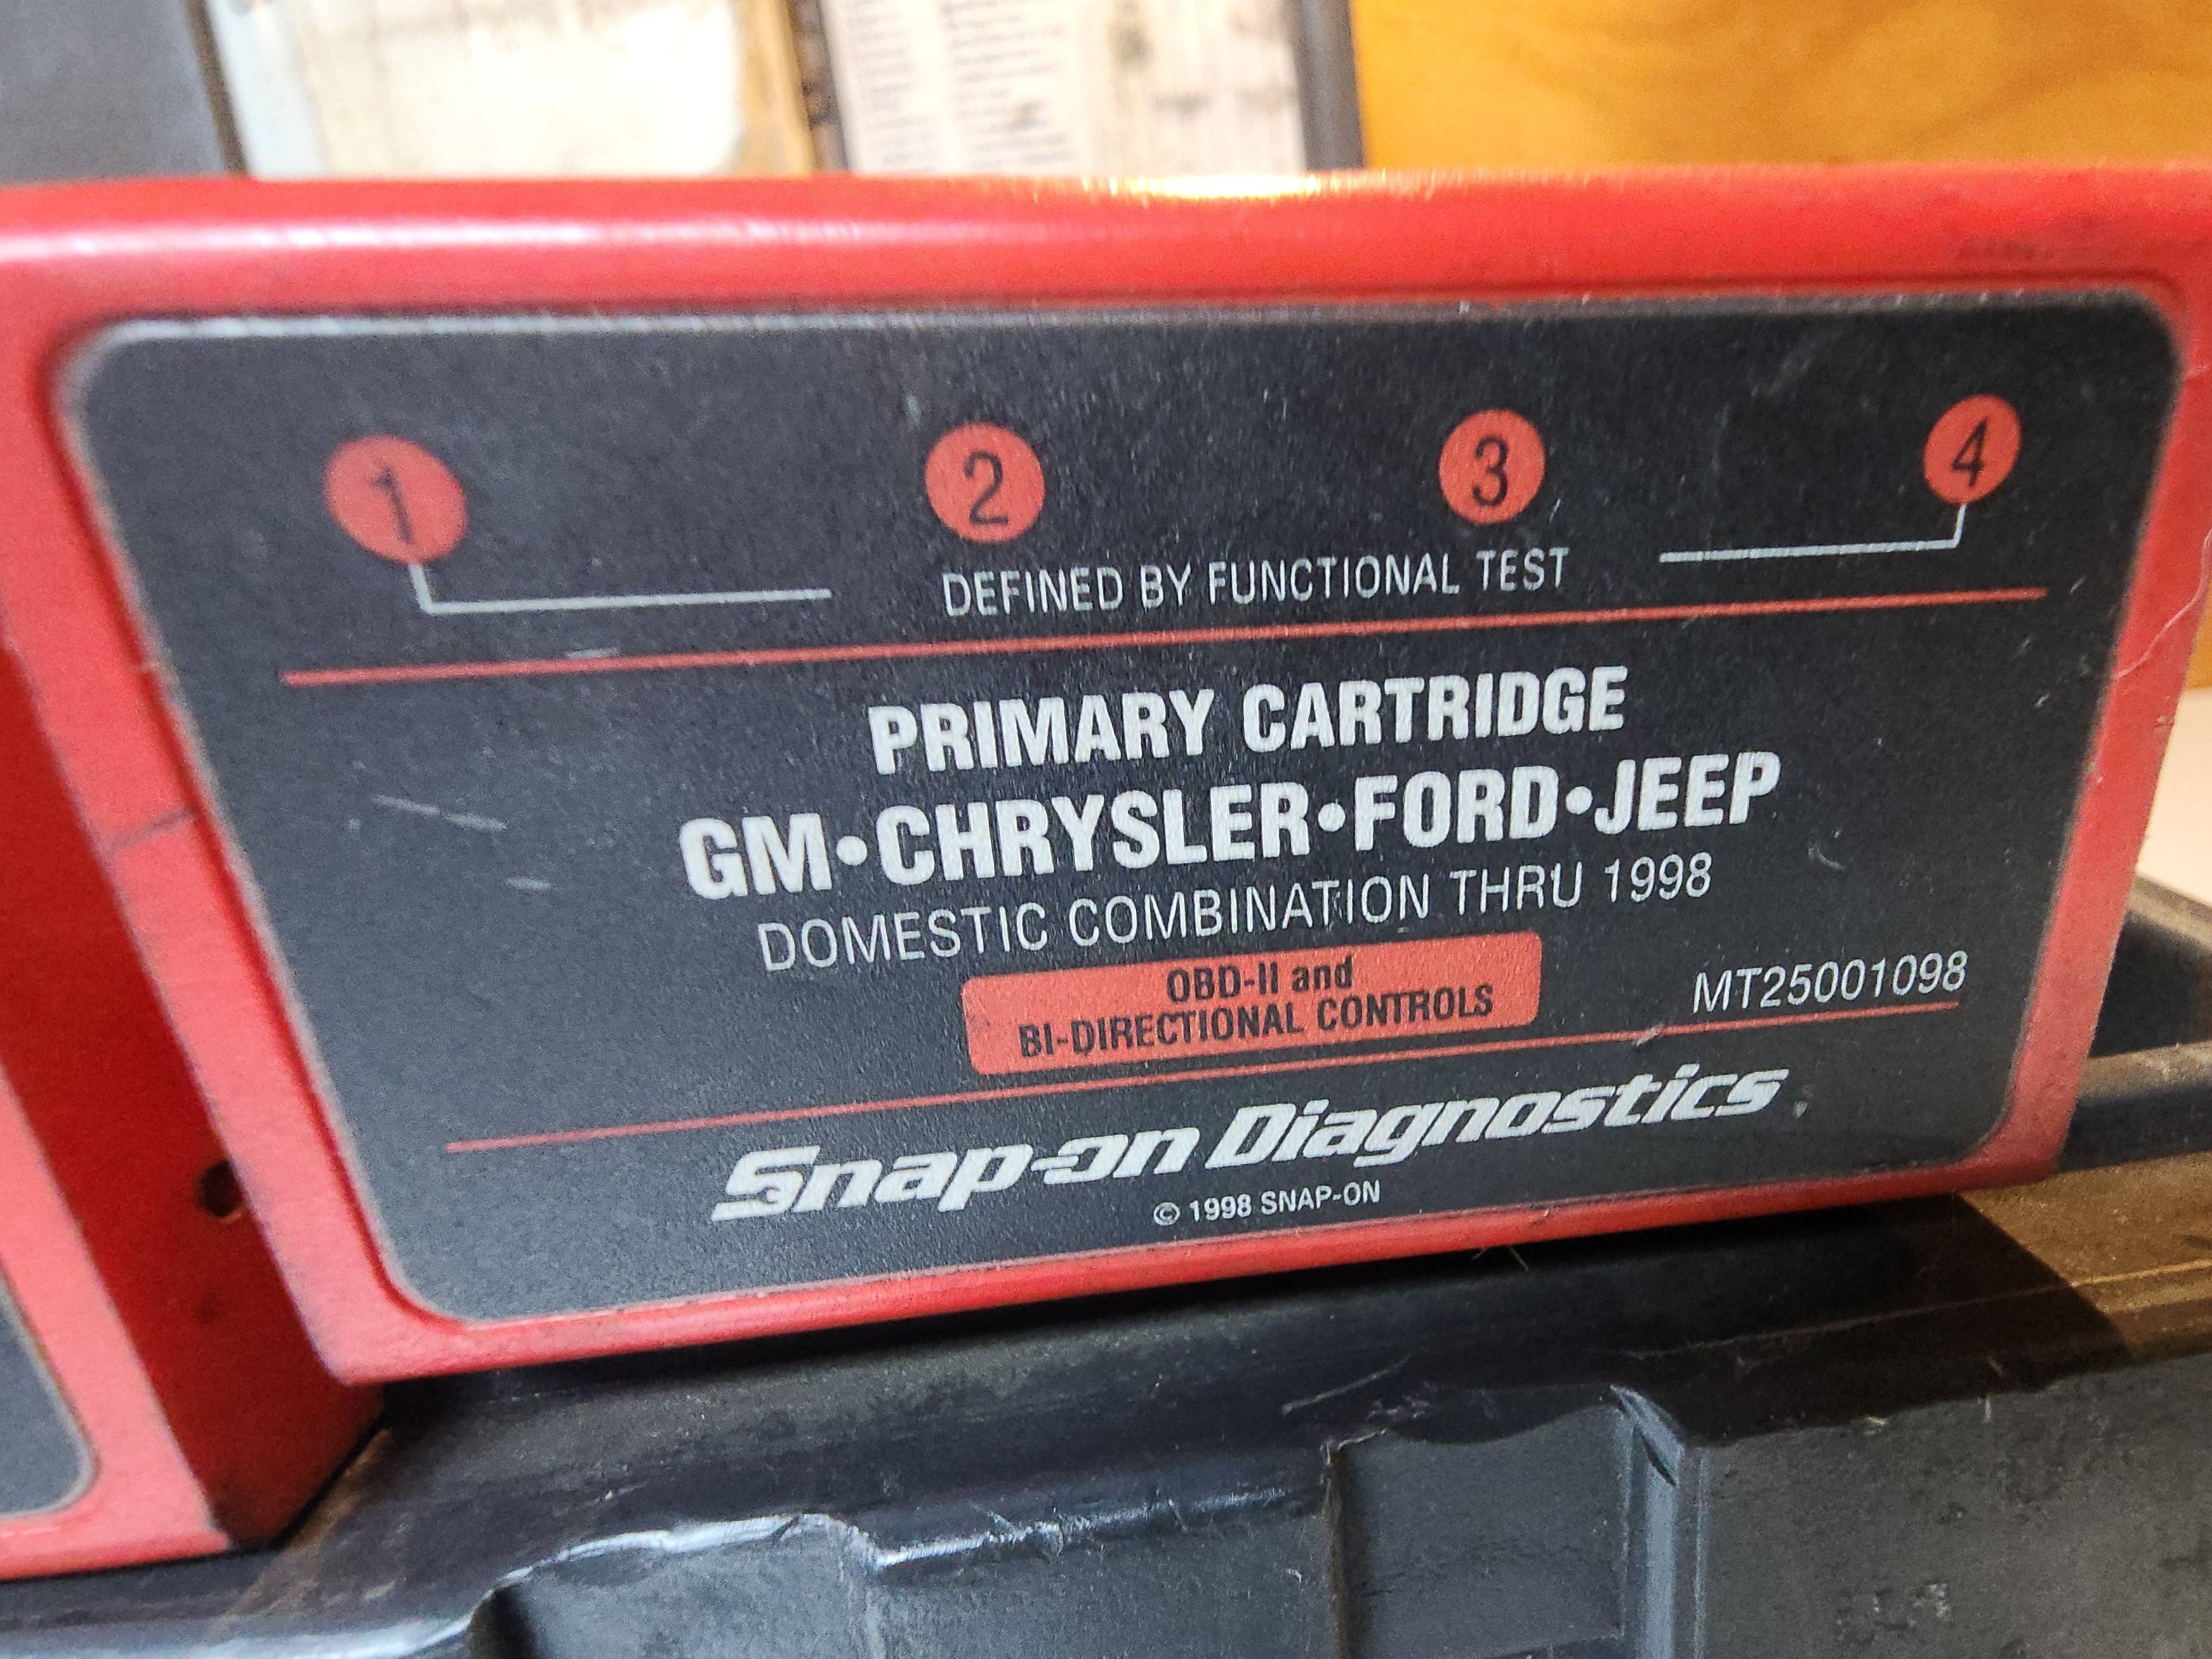 1 2 3 4
DEFINED BY FUNCTIONAL TEST
PRIMARY CARTRIDGE
GM•CHRYSLER•FORD•JEEP
DOMESTIC COMBINATION THRU 1998
OBD-II and
BI-DIRECTIONAL CONTROLS
MT25001098
Snap-on Diagnostics
© 1998 SNAP-ON